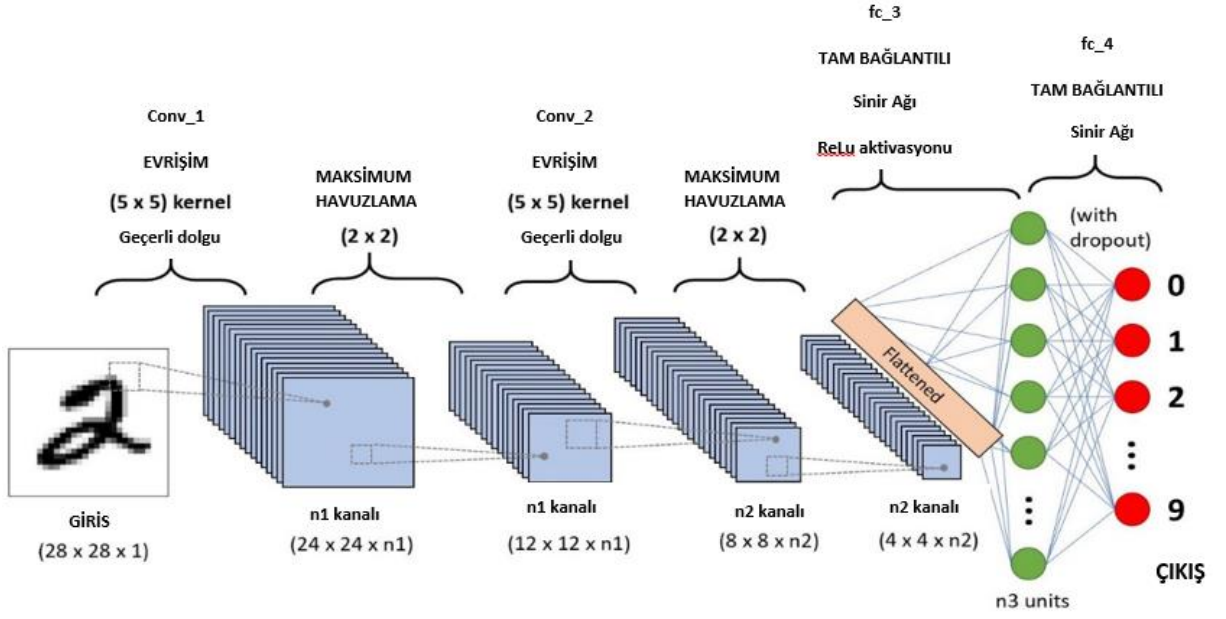 fc_3
TAM BAĞLANTILI
Sinir Ağı
ReLu aktivasyonu
fc_4
TAM BAĞLANTILI
Sinir Ağı
Conv_1
EVRİŞİM
(5 x 5) kernel
Geçerli dolgu
MAKSİMUM
HAVUZLAMA
(2 x 2)
Conv_2
EVRİŞİM
(5 x 5) kernel
Geçerli dolgu
MAKSİMUM
HAVUZLAMA
(2 x 2)
(with
dropout)
2
Flattened
0
1
2
9
GİRİS
(28 x 28 x 1)
n1 kanalı
(24 x 24 x n1)
n1 kanalı
(12 x 12 x n1)
n2 kanalı
(8 x 8 x n2)
n2 kanalı
(4 x 4 x n2)
n3 units
ÇIKIŞ